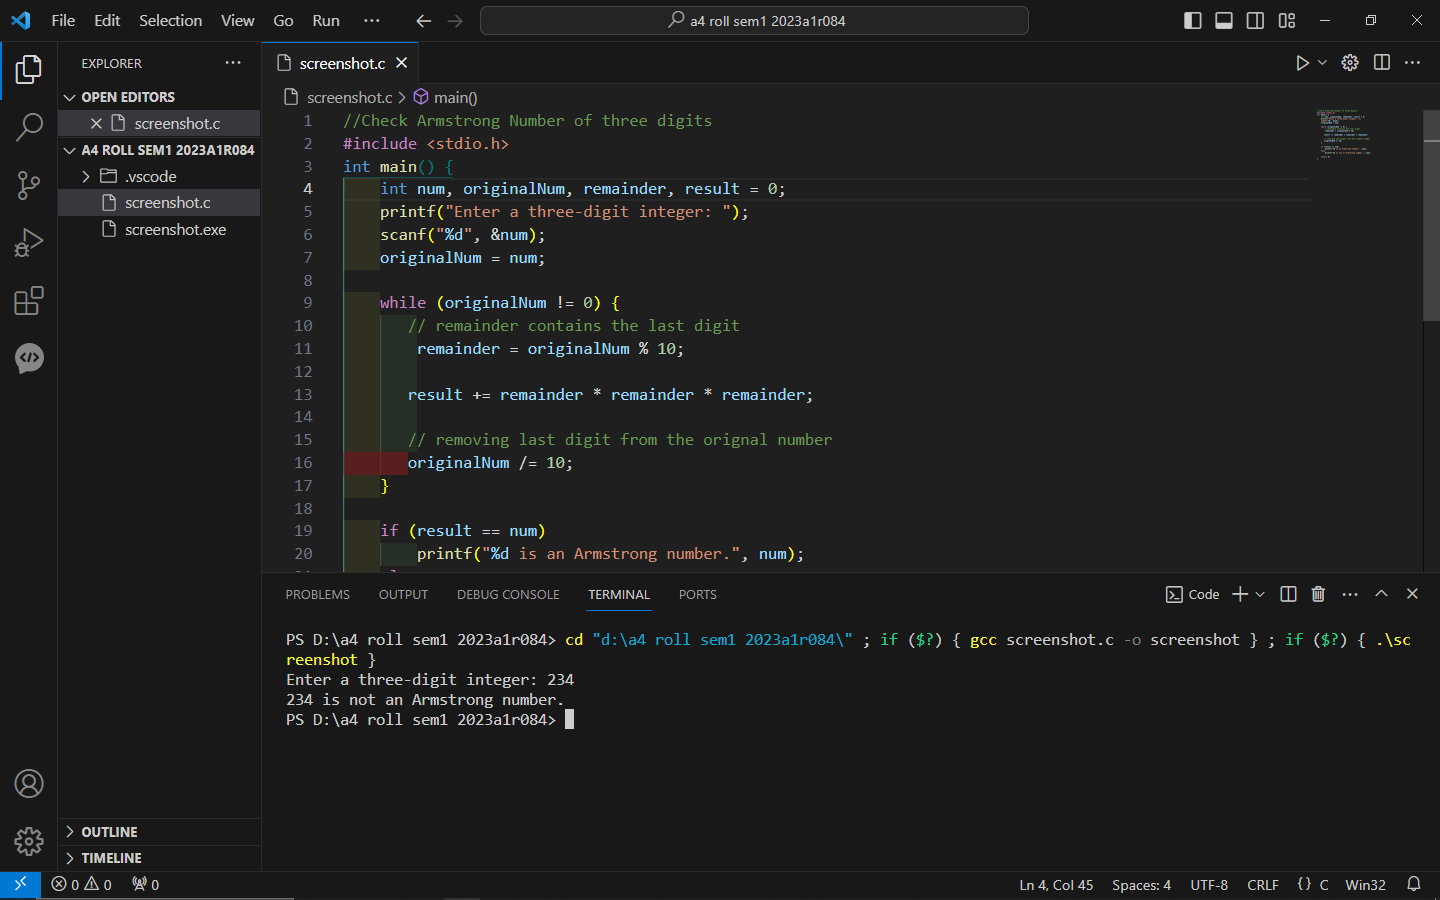 File Edit Selection View Go Run ··· a4 roll sem1 2023a1r084
EXPLORER ···
OPEN EDITORS
screenshot.c
A4 ROLL SEM1 2023A1R084
.vscode
screenshot.c
screenshot.exe
OUTLINE
TIMELINE
screenshot.c
screenshot.c > main()
1 //Check Armstrong Number of three digits
2 #include <stdio.h>
3 int main() {
4 int num, originalNum, remainder, result = 0;
5 printf("Enter a three-digit integer: ");
6 scanf("%d", &num);
7 originalNum = num;
8
9 while (originalNum != 0) {
10 // remainder contains the last digit
11 remainder = originalNum % 10;
12
13 result += remainder * remainder * remainder;
14
15 // removing last digit from the orignal number
16 originalNum /= 10;
17 }
18
19 if (result == num)
20 printf("%d is an Armstrong number.", num);
PROBLEMS OUTPUT DEBUG CONSOLE TERMINAL PORTS Code
PS D:\a4 roll sem1 2023a1r084> cd "d:\a4 roll sem1 2023a1r084\" ; if ($?) { gcc screenshot.c -o screenshot } ; if ($?) { .\sc
reenshot }
Enter a three-digit integer: 234
234 is not an Armstrong number.
PS D:\a4 roll sem1 2023a1r084>
0 0 0 Ln 4, Col 45 Spaces: 4 UTF-8 CRLF {} C Win32